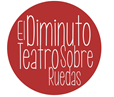 El Diminuto
Teatro Sobre
Ruedas